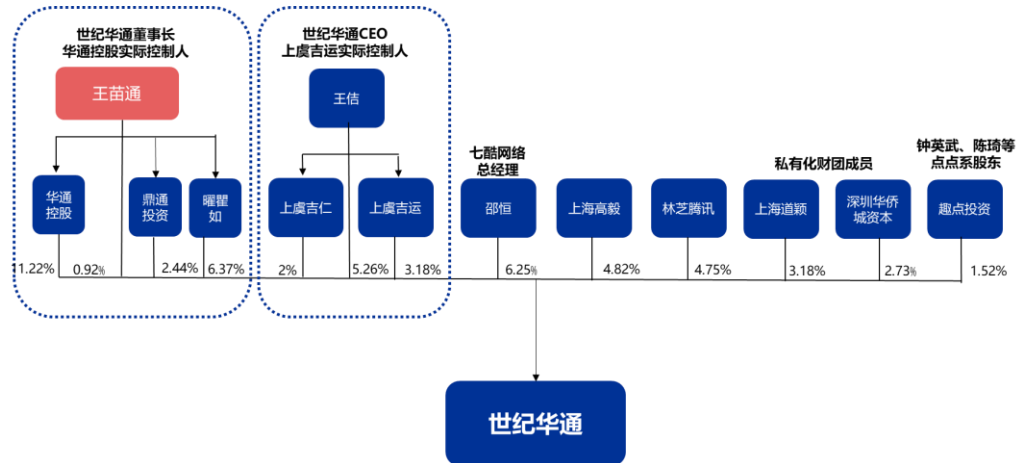 世纪华通董事长
华通控股实际控制人
王苗通
华通
控股
鼎通
投资
曜瞿
如
11.22%
0.92%
2.44%
6.37%
世纪华通CEO
上虞吉运实际控制人
王佶
上虞吉仁
上虞吉运
2%
5.26%
3.18%
七酷网络
总经理
邵恒
6.25%
上海高毅
4.82%
林芝腾讯
4.75%
私有化财团成员
上海道颖
3.18%
深圳华侨
城资本
2.73%
钟英武、陈琦等
点点系股东
趣点投资
1.52%
世纪华通